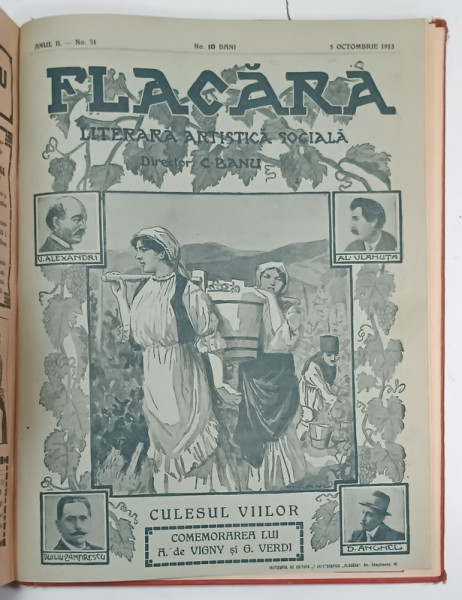 ANUL II. — No. 51
No. 10 BANI
5 OCTOMBRIE 1913
FLACĂRA
LITERARĂ ARTISTICĂ SOCIALĂ
Director C. BANU
V. ALEXANDRI
AL. VLAHUȚĂ
CULESUL VIILOR
COMEMORAREA LUI
A. de VIGNY și G. VERDI
DUILIU ZAMFIRESCU
D. ANGHEL